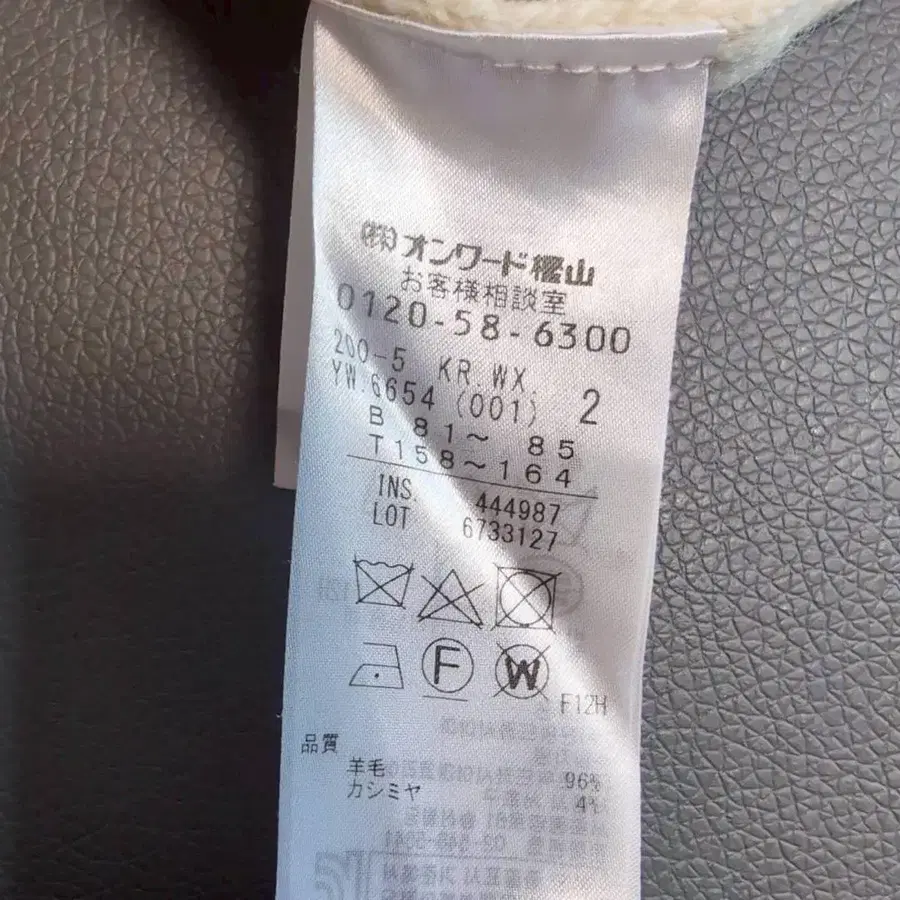 (株)オンワード樫山
お客様相談室
0120-58-6300
200-5 KR.WX. 2
YW.6654 (001)
B 81〜 85
T158〜164
INS. 444987
LOT 6733127
F W
F12H
品質
羊毛 96%
カシミヤ 4%